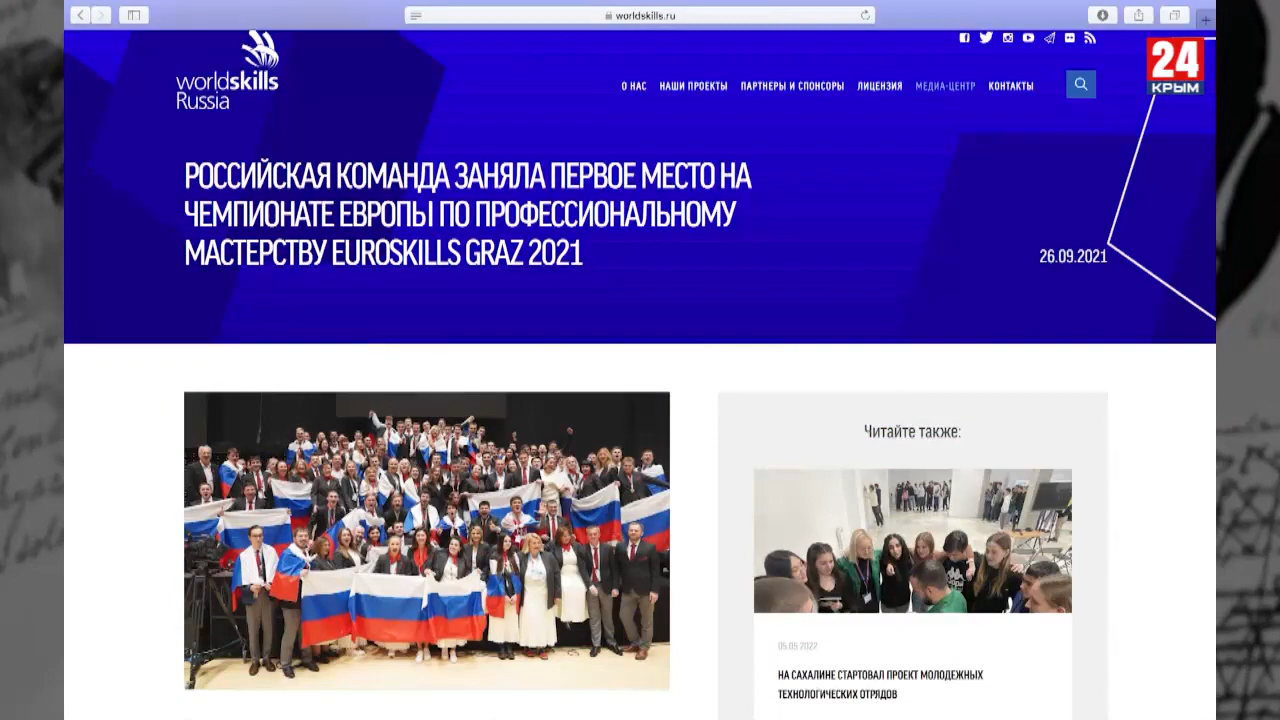 worldskills.ru
24
КРЫМ
worldskills
Russia
О НАС
НАШИ ПРОЕКТЫ
ПАРТНЕРЫ И СПОНСОРЫ
ЛИЦЕНЗИЯ
МЕДИА-ЦЕНТР
КОНТАКТЫ
РОССИЙСКАЯ КОМАНДА ЗАНЯЛА ПЕРВОЕ МЕСТО НА
ЧЕМПИОНАТЕ ЕВРОПЫ ПО ПРОФЕССИОНАЛЬНОМУ
МАСТЕРСТВУ EUROSKILLS GRAZ 2021
26.09.2021
Читайте также:
05.05.2022
НА САХАЛИНЕ СТАРТОВАЛ ПРОЕКТ МОЛОДЕЖНЫХ
ТЕХНОЛОГИЧЕСКИХ ОТРЯДОВ